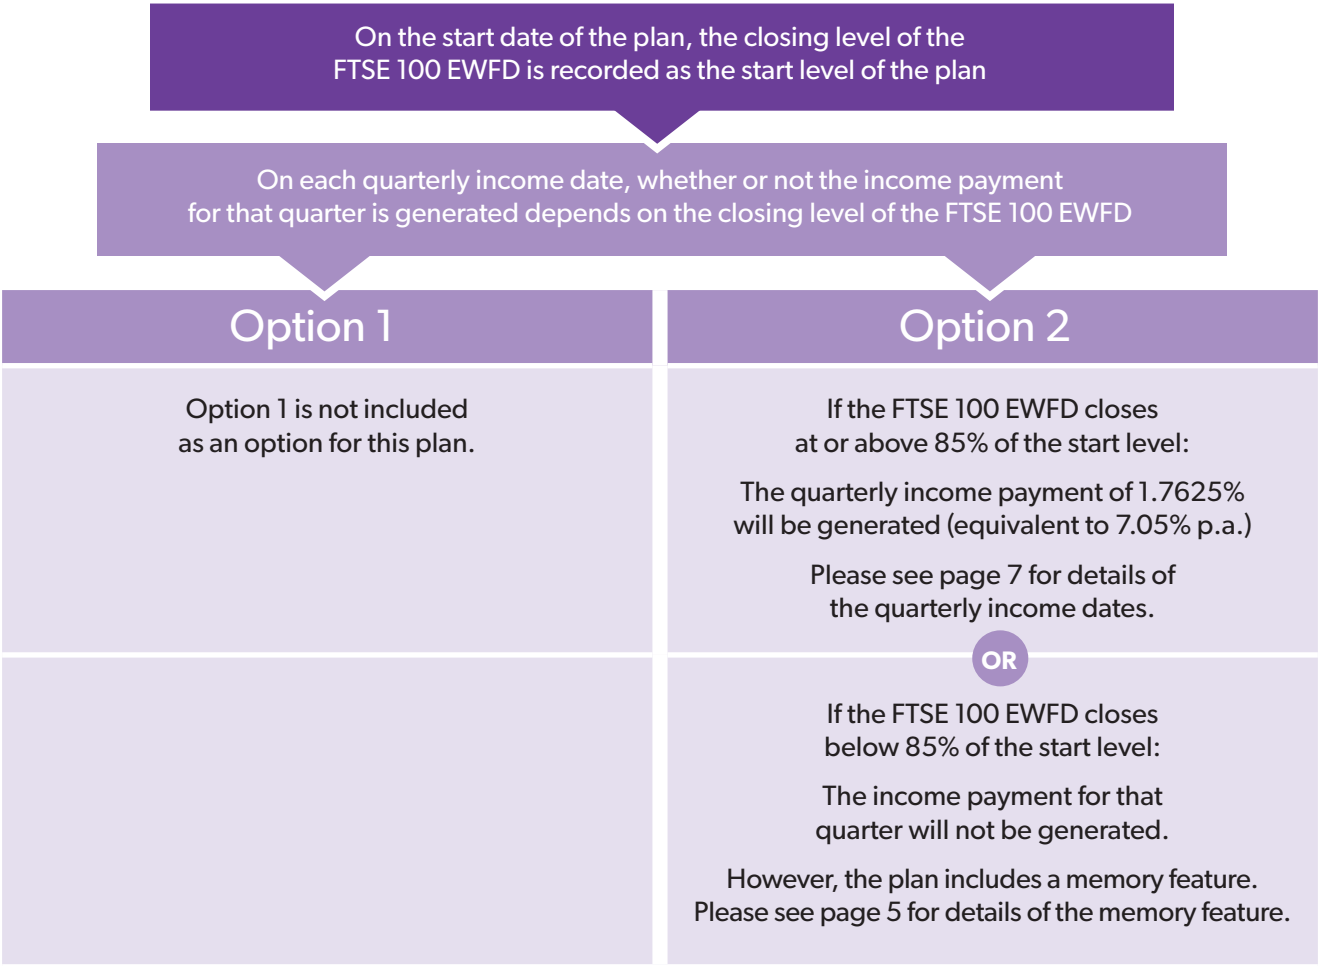 On the start date of the plan, the closing level of the
FTSE 100 EWFD is recorded as the start level of the plan
On each quarterly income date, whether or not the income payment
for that quarter is generated depends on the closing level of the FTSE 100 EWFD
Option 1
Option 1 is not included
as an option for this plan.
Option 2
If the FTSE 100 EWFD closes
at or above 85% of the start level:
The quarterly income payment of 1.7625%
will be generated (equivalent to 7.05% p.a.)
Please see page 7 for details of
the quarterly income dates.
OR
If the FTSE 100 EWFD closes
below 85% of the start level:
The income payment for that
quarter will not be generated.
However, the plan includes a memory feature.
Please see page 5 for details of the memory feature.